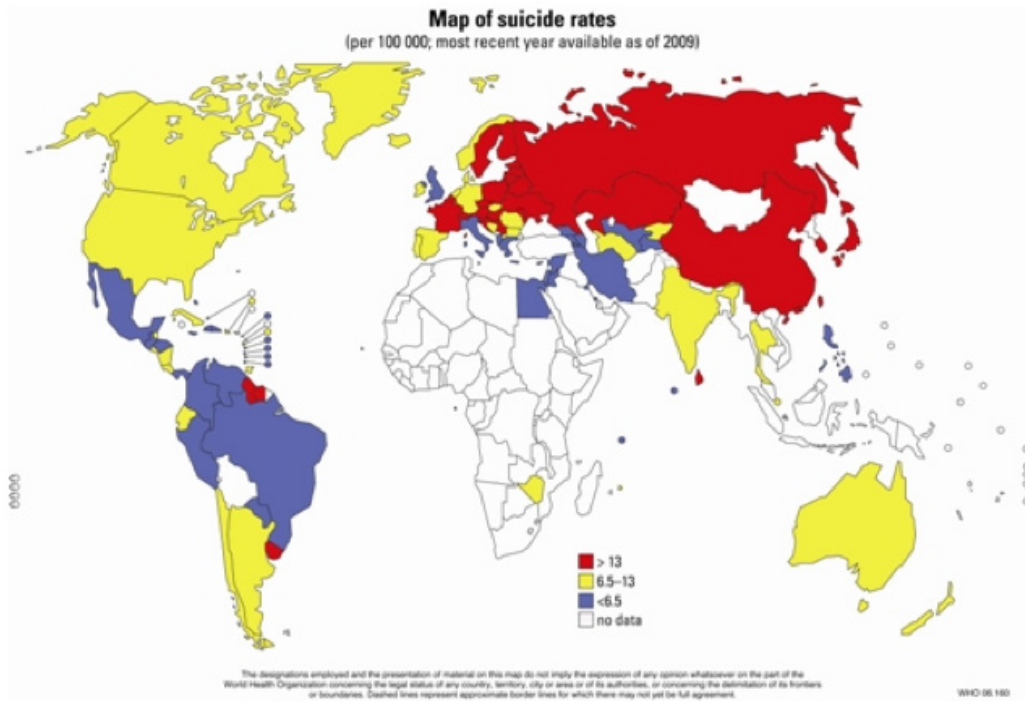 Map of suicide rates
(per 100 000; most recent year available as of 2009)
> 13
6.5–13
<6.5
no data
The designations employed and the presentation of material on this map do not imply the expression of any opinion whatsoever on the part of the
World Health Organization concerning the legal status of any country, territory, city or area or of its authorities, or concerning the delimitation of its frontiers
or boundaries. Dashed lines represent approximate border lines for which there may not yet be full agreement.
WHO 06.160